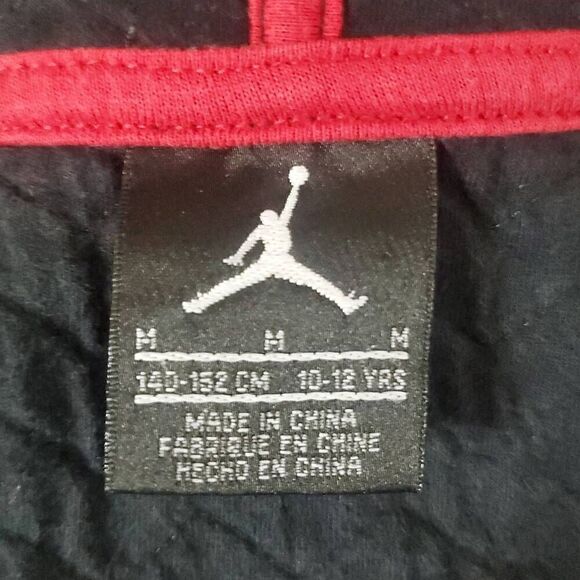 M M M
140-152 CM 10-12 YRS
MADE IN CHINA
FABRIQUE EN CHINE
HECHO EN CHINA